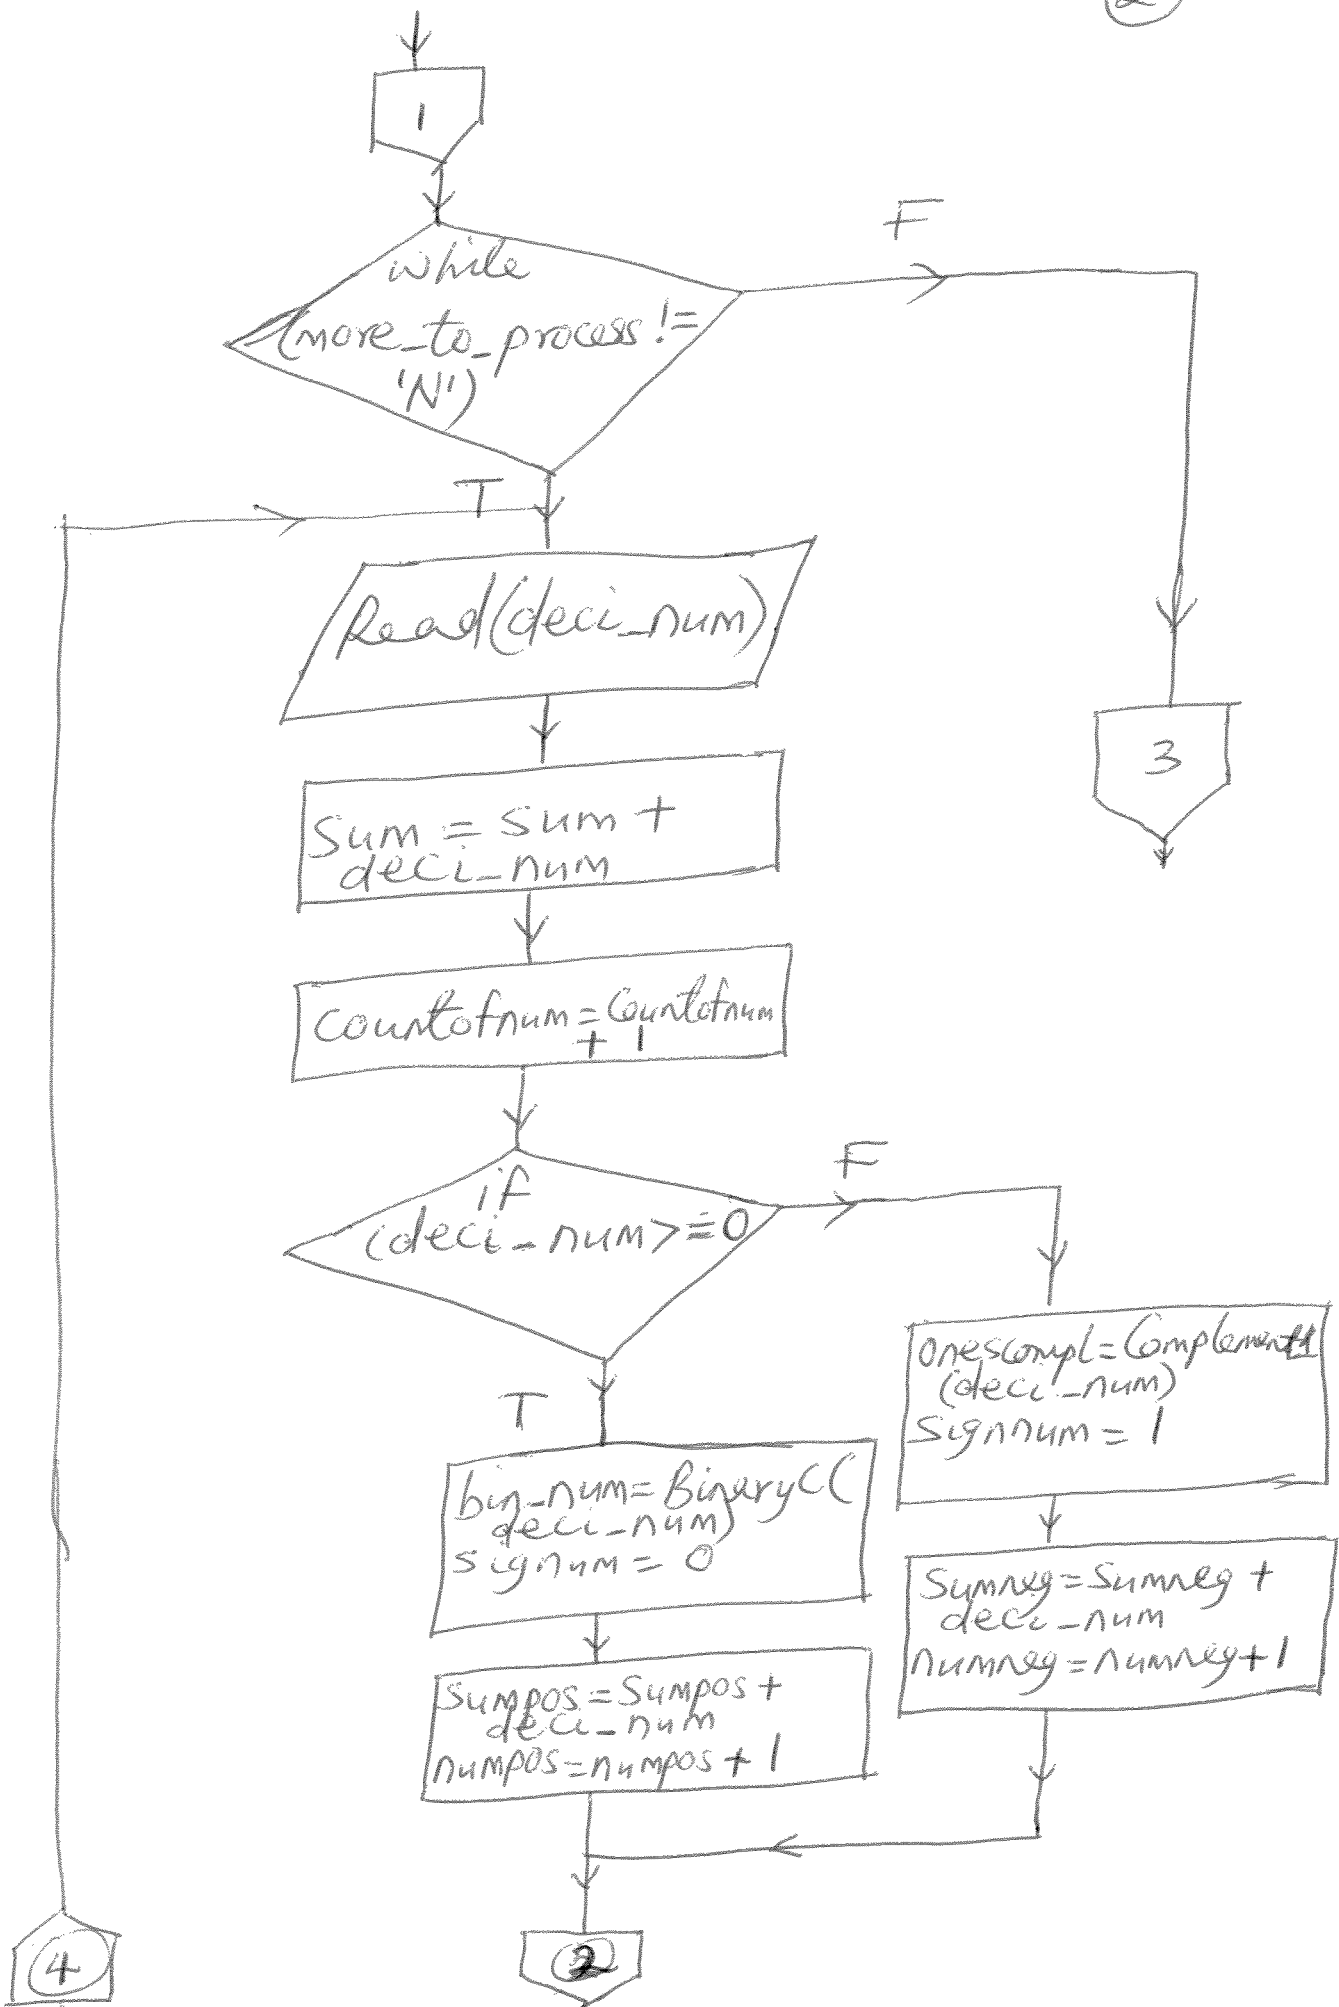 2
1
F
while
(more_to_process !=
'N')
T
Read(deci_num)
3
Sum = sum +
deci_num
countofnum = Countofnum
+ 1
F
if
(deci_num >= 0
onescompl = Complement1
(deci_num)
signnum = 1
T
bin_num = BinaryC(
deci_num)
signum = 0
Sumneg = Sumneg +
deci_num
numneg = numneg + 1
sumpos = Sumpos +
deci_num
numpos = numpos + 1
4
2